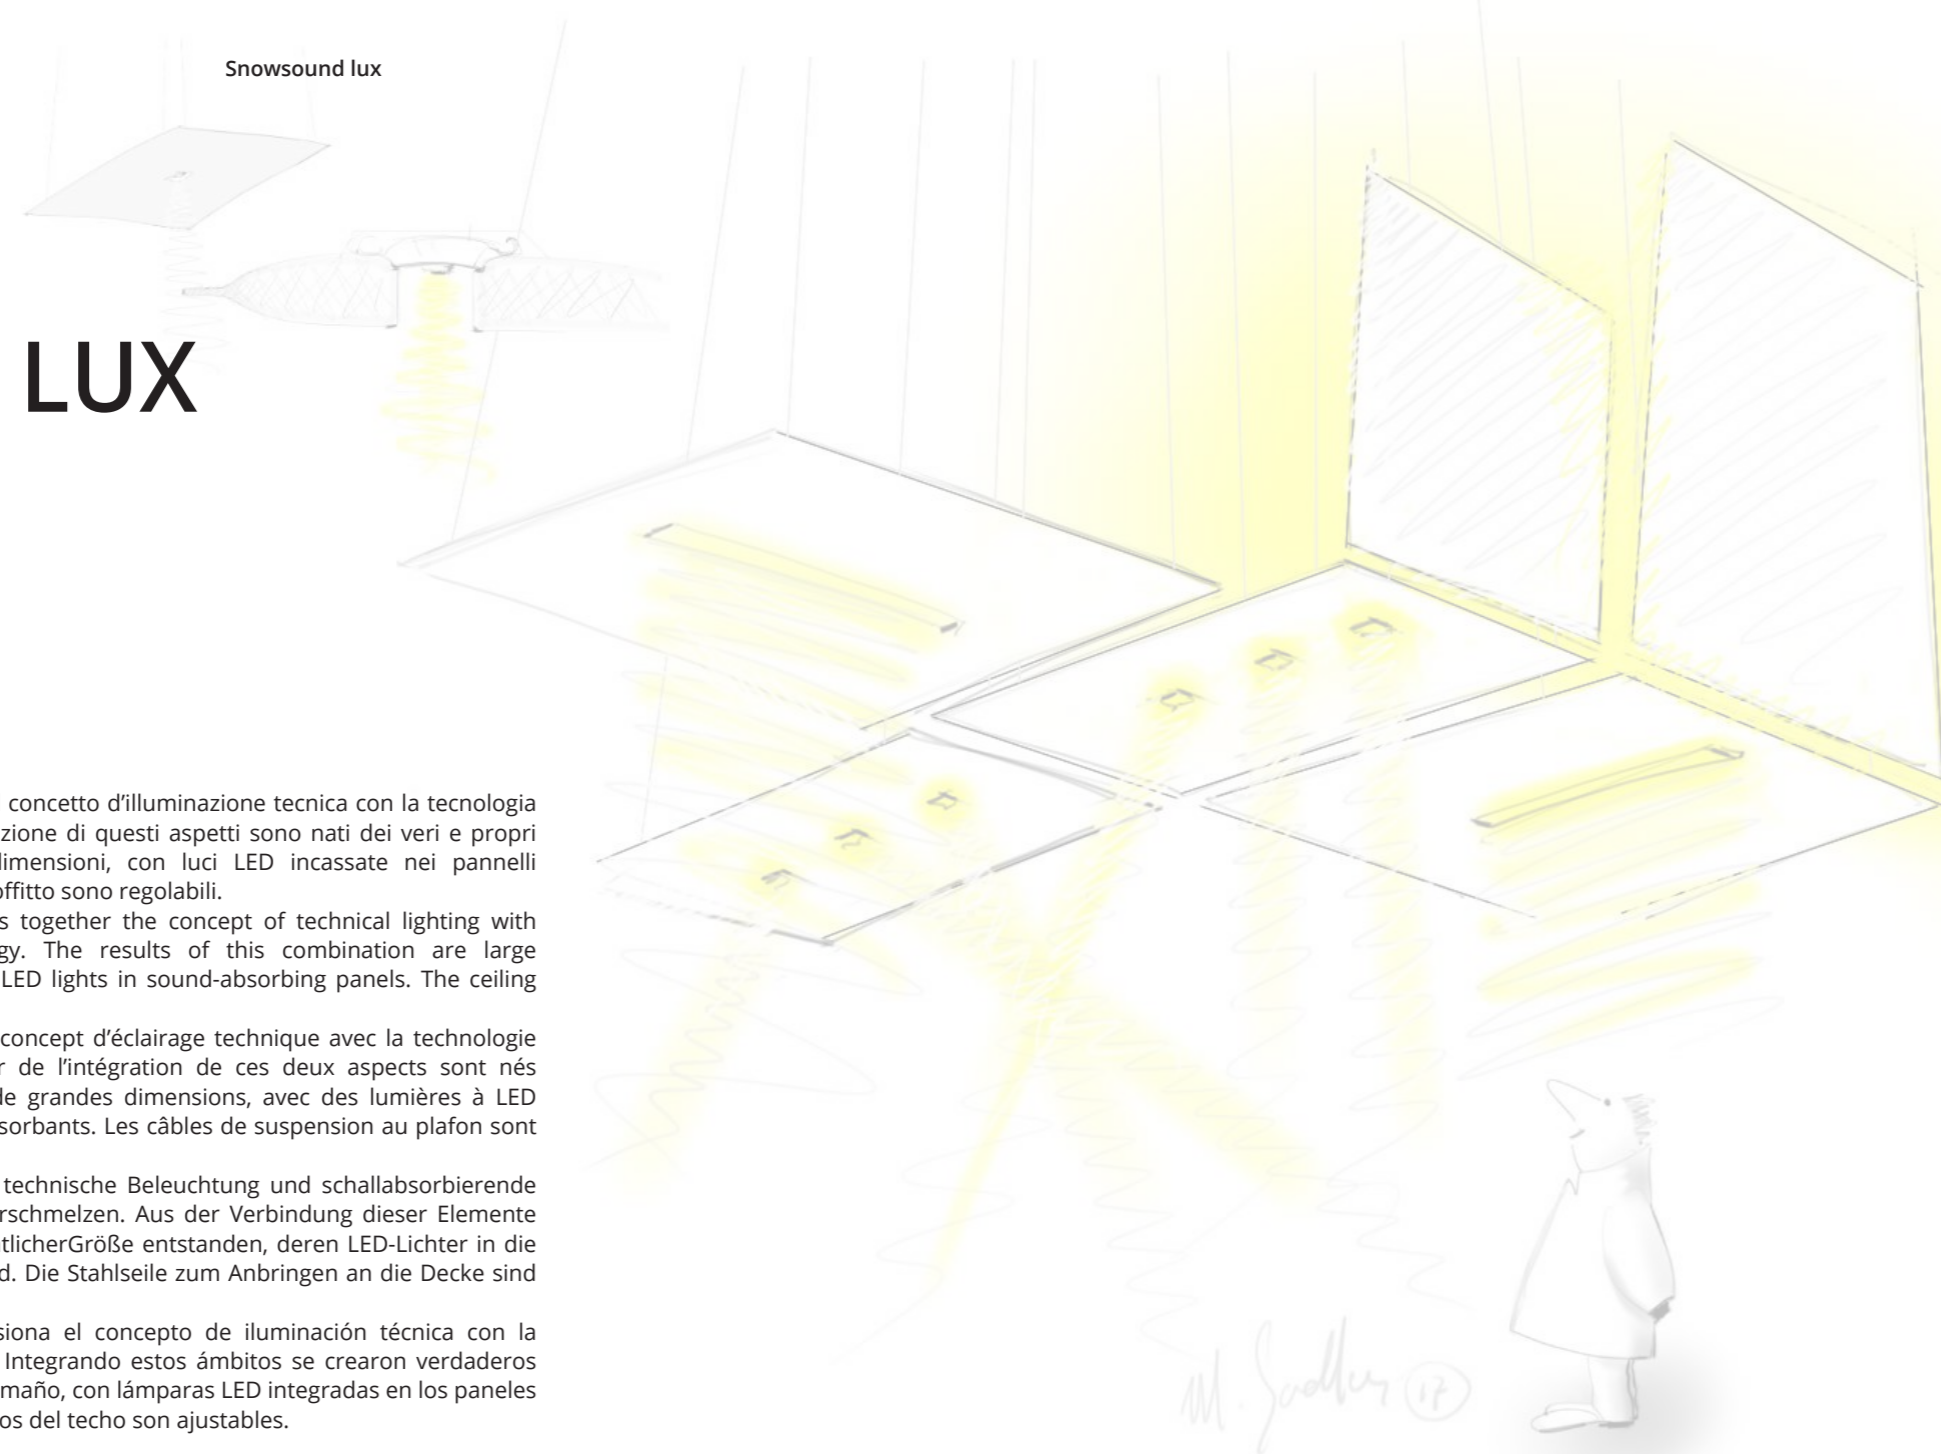 Snowsound lux
LUX
concetto d’illuminazione tecnica con la tecnologia
zione di questi aspetti sono nati dei veri e propri
dimensioni, con luci LED incassate nei pannelli
offitto sono regolabili.
s together the concept of technical lighting with
gy. The results of this combination are large
LED lights in sound-absorbing panels. The ceiling
concept d’éclairage technique avec la technologie
r de l’intégration de ces deux aspects sont nés
de grandes dimensions, avec des lumières à LED
sorbants. Les câbles de suspension au plafon sont
technische Beleuchtung und schallabsorbierende
rschmelzen. Aus der Verbindung dieser Elemente
tlicherGröße entstanden, deren LED-Lichter in die
d. Die Stahlseile zum Anbringen an die Decke sind
siona el concepto de iluminación técnica con la
Integrando estos ámbitos se crearon verdaderos
maño, con lámparas LED integradas en los paneles
os del techo son ajustables.
M. Sadler 17